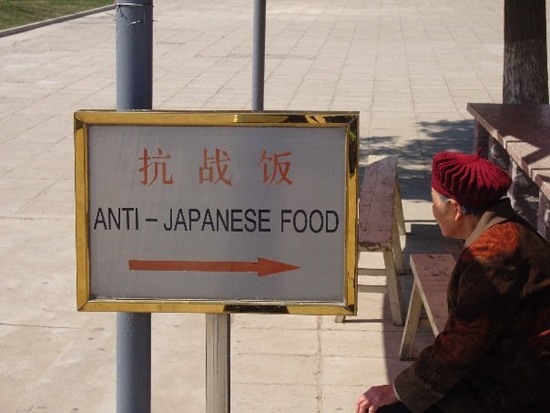 抗战饭
ANTI – JAPANESE FOOD